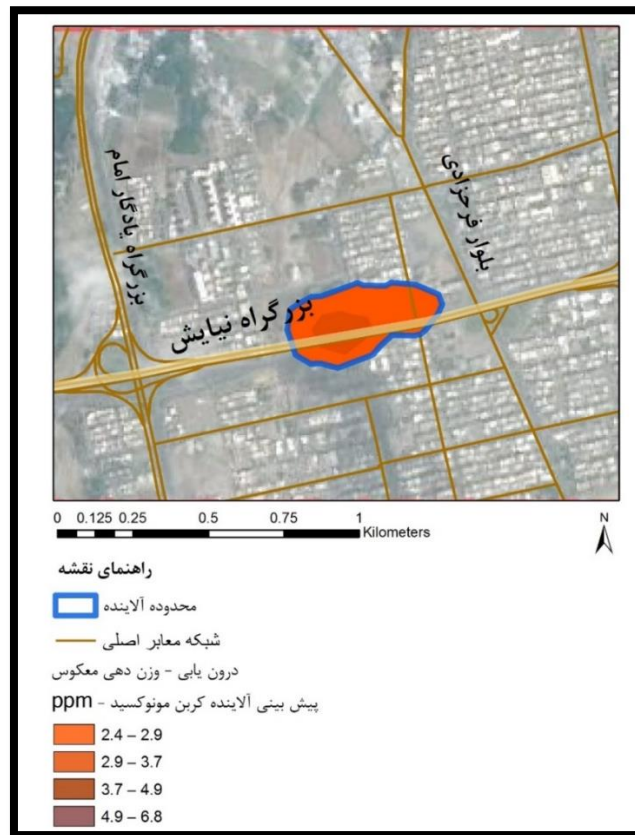 بزرگراه یادگار امام
بلوار فرحزادی
بزرگراه نیایش
0 0.125 0.25 0.5 0.75 1
Kilometers
N
راهنمای نقشه
محدوده آلاینده
شبکه معابر اصلی
درون یابی - وزن دهی معکوس
پیش بینی آلاینده کربن مونوکسید - ppm
2.4 – 2.9
2.9 – 3.7
3.7 – 4.9
4.9 – 6.8